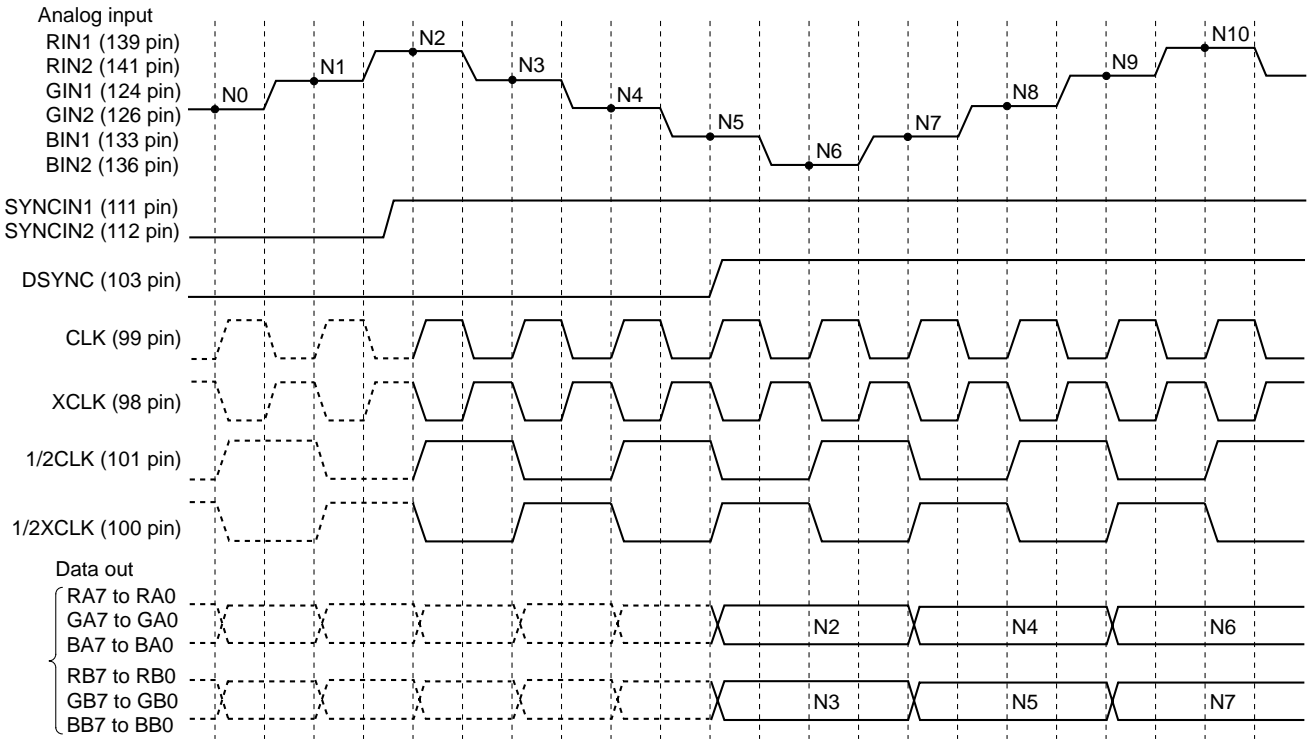 Analog input
RIN1 (139 pin)
RIN2 (141 pin)
GIN1 (124 pin)
GIN2 (126 pin)
BIN1 (133 pin)
BIN2 (136 pin)
N0
N1
N2
N3
N4
N5
N6
N7
N8
N9
N10
SYNCIN1 (111 pin)
SYNCIN2 (112 pin)
DSYNC (103 pin)
CLK (99 pin)
XCLK (98 pin)
1/2CLK (101 pin)
1/2XCLK (100 pin)
Data out
RA7 to RA0
GA7 to GA0
BA7 to BA0
N2
N4
N6
RB7 to RB0
GB7 to GB0
BB7 to BB0
N3
N5
N7